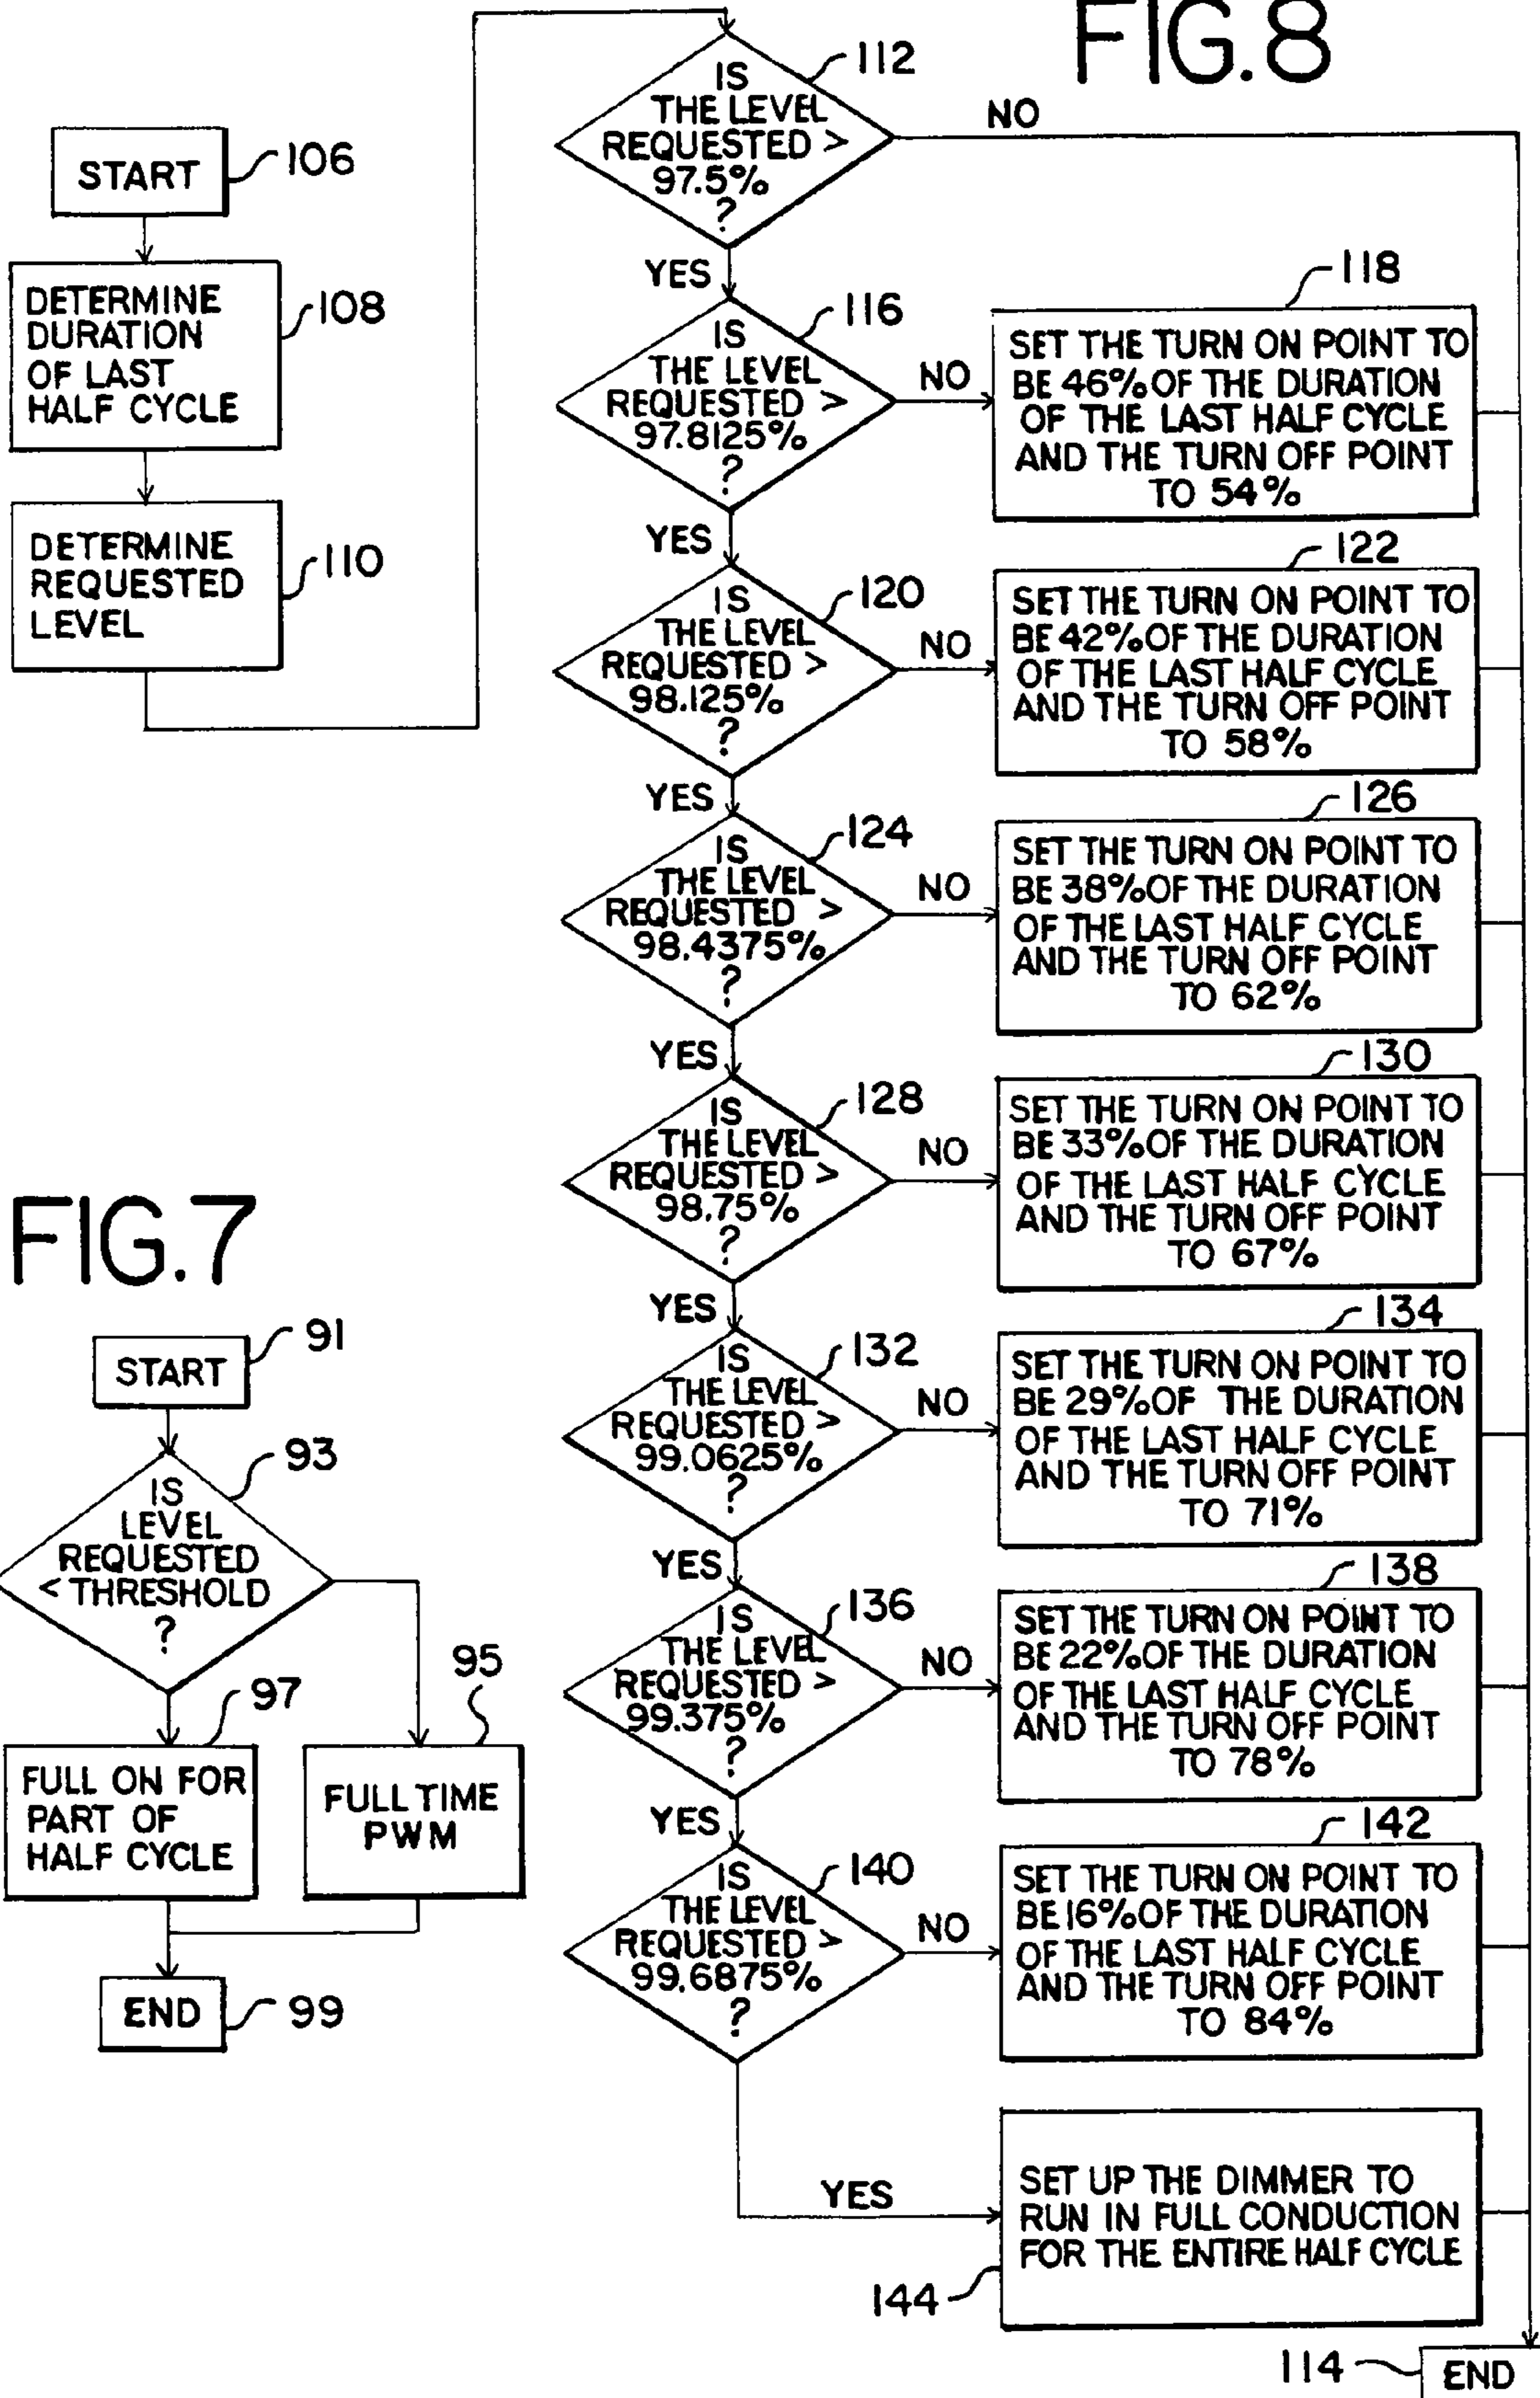 FIG.8
START
106
DETERMINE
DURATION
OF LAST
HALF CYCLE
108
DETERMINE
REQUESTED
LEVEL
110
IS
THE LEVEL
REQUESTED >
97.5%
?
112
NO
YES
IS
THE LEVEL
REQUESTED >
97.8125%
?
116
NO
118
SET THE TURN ON POINT TO
BE 46% OF THE DURATION
OF THE LAST HALF CYCLE
AND THE TURN OFF POINT
TO 54%
YES
IS
THE LEVEL
REQUESTED >
98.125%
?
120
NO
122
SET THE TURN ON POINT TO
BE 42% OF THE DURATION
OF THE LAST HALF CYCLE
AND THE TURN OFF POINT
TO 58%
YES
IS
THE LEVEL
REQUESTED >
98.4375%
?
124
NO
126
SET THE TURN ON POINT TO
BE 38% OF THE DURATION
OF THE LAST HALF CYCLE
AND THE TURN OFF POINT
TO 62%
YES
IS
THE LEVEL
REQUESTED >
98.75%
?
128
NO
130
SET THE TURN ON POINT TO
BE 33% OF THE DURATION
OF THE LAST HALF CYCLE
AND THE TURN OFF POINT
TO 67%
YES
IS
THE LEVEL
REQUESTED >
99.0625%
?
132
NO
134
SET THE TURN ON POINT TO
BE 29% OF THE DURATION
OF THE LAST HALF CYCLE
AND THE TURN OFF POINT
TO 71%
YES
IS
THE LEVEL
REQUESTED >
99.375%
?
136
NO
138
SET THE TURN ON POINT TO
BE 22% OF THE DURATION
OF THE LAST HALF CYCLE
AND THE TURN OFF POINT
TO 78%
YES
IS
THE LEVEL
REQUESTED >
99.6875%
?
140
NO
142
SET THE TURN ON POINT TO
BE 16% OF THE DURATION
OF THE LAST HALF CYCLE
AND THE TURN OFF POINT
TO 84%
YES
SET UP THE DIMMER TO
RUN IN FULL CONDUCTION
FOR THE ENTIRE HALF CYCLE
144
114
END
FIG.7
START
91
IS
LEVEL
REQUESTED
< THRESHOLD
?
93
97
FULL ON FOR
PART OF
HALF CYCLE
95
FULL TIME
PWM
END
99